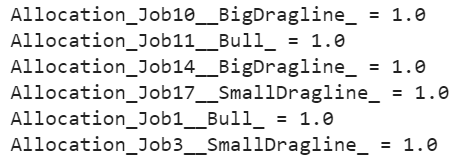 Allocation_Job10__BigDragline_ = 1.0
Allocation_Job11__Bull_ = 1.0
Allocation_Job14__BigDragline_ = 1.0
Allocation_Job17__SmallDragline_ = 1.0
Allocation_Job1__Bull_ = 1.0
Allocation_Job3__SmallDragline_ = 1.0